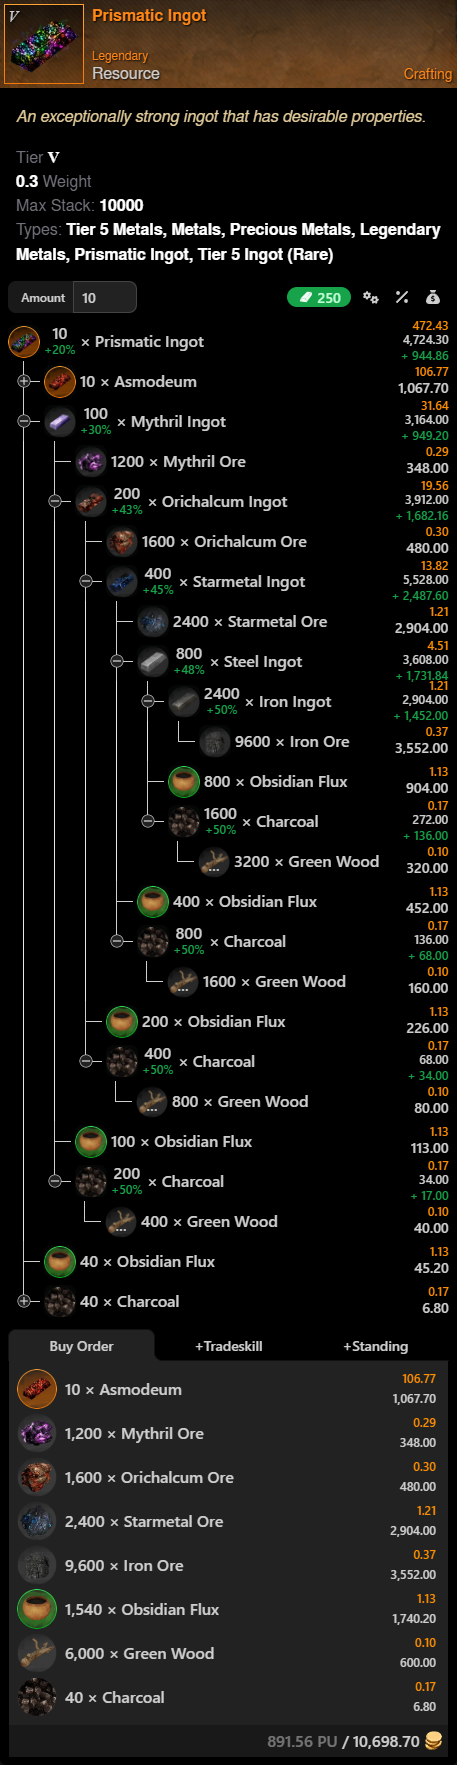 V
Prismatic Ingot
Legendary
Resource
Crafting
An exceptionally strong ingot that has desirable properties.
Tier V
0.3 Weight
Max Stack: 10000
Types: Tier 5 Metals, Metals, Precious Metals, Legendary
Metals, Prismatic Ingot, Tier 5 Ingot (Rare)
Amount 10 250
10 +20% × Prismatic Ingot 472.43 4,724.30 + 944.86
10 × Asmodeum 106.77 1,067.70
100 +30% × Mythril Ingot 31.64 3,164.00 + 949.20
1200 × Mythril Ore 0.29 348.00
200 +43% × Orichalcum Ingot 19.56 3,912.00 + 1,682.16
1600 × Orichalcum Ore 0.30 480.00
400 +45% × Starmetal Ingot 13.82 5,528.00 + 2,487.60
2400 × Starmetal Ore 1.21 2,904.00
800 +48% × Steel Ingot 4.51 3,608.00 + 1,731.84
2400 +50% × Iron Ingot 1.21 2,904.00 + 1,452.00
9600 × Iron Ore 0.37 3,552.00
800 × Obsidian Flux 1.13 904.00
1600 +50% × Charcoal 0.17 272.00 + 136.00
3200 × Green Wood 0.10 320.00
400 × Obsidian Flux 1.13 452.00
800 +50% × Charcoal 0.17 136.00 + 68.00
1600 × Green Wood 0.10 160.00
200 × Obsidian Flux 1.13 226.00
400 +50% × Charcoal 0.17 68.00 + 34.00
800 × Green Wood 0.10 80.00
100 × Obsidian Flux 1.13 113.00
200 +50% × Charcoal 0.17 34.00 + 17.00
400 × Green Wood 0.10 40.00
40 × Obsidian Flux 1.13 45.20
40 × Charcoal 0.17 6.80
Buy Order +Tradeskill +Standing
10 × Asmodeum 106.77 1,067.70
1,200 × Mythril Ore 0.29 348.00
1,600 × Orichalcum Ore 0.30 480.00
2,400 × Starmetal Ore 1.21 2,904.00
9,600 × Iron Ore 0.37 3,552.00
1,540 × Obsidian Flux 1.13 1,740.20
6,000 × Green Wood 0.10 600.00
40 × Charcoal 0.17 6.80
891.56 PU / 10,698.70